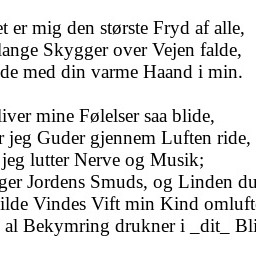 et er mig den største Fryd af alle,
lange Skygger over Vejen falde,
de med din varme Haand i min.
liver mine Følelser saa blide,
r jeg Guder gjennem Luften ride,
jeg lutter Nerve og Musik;
ger Jordens Smuds, og Linden du
ilde Vindes Vift min Kind omluft
al Bekymring drukner i _dit_ Bli